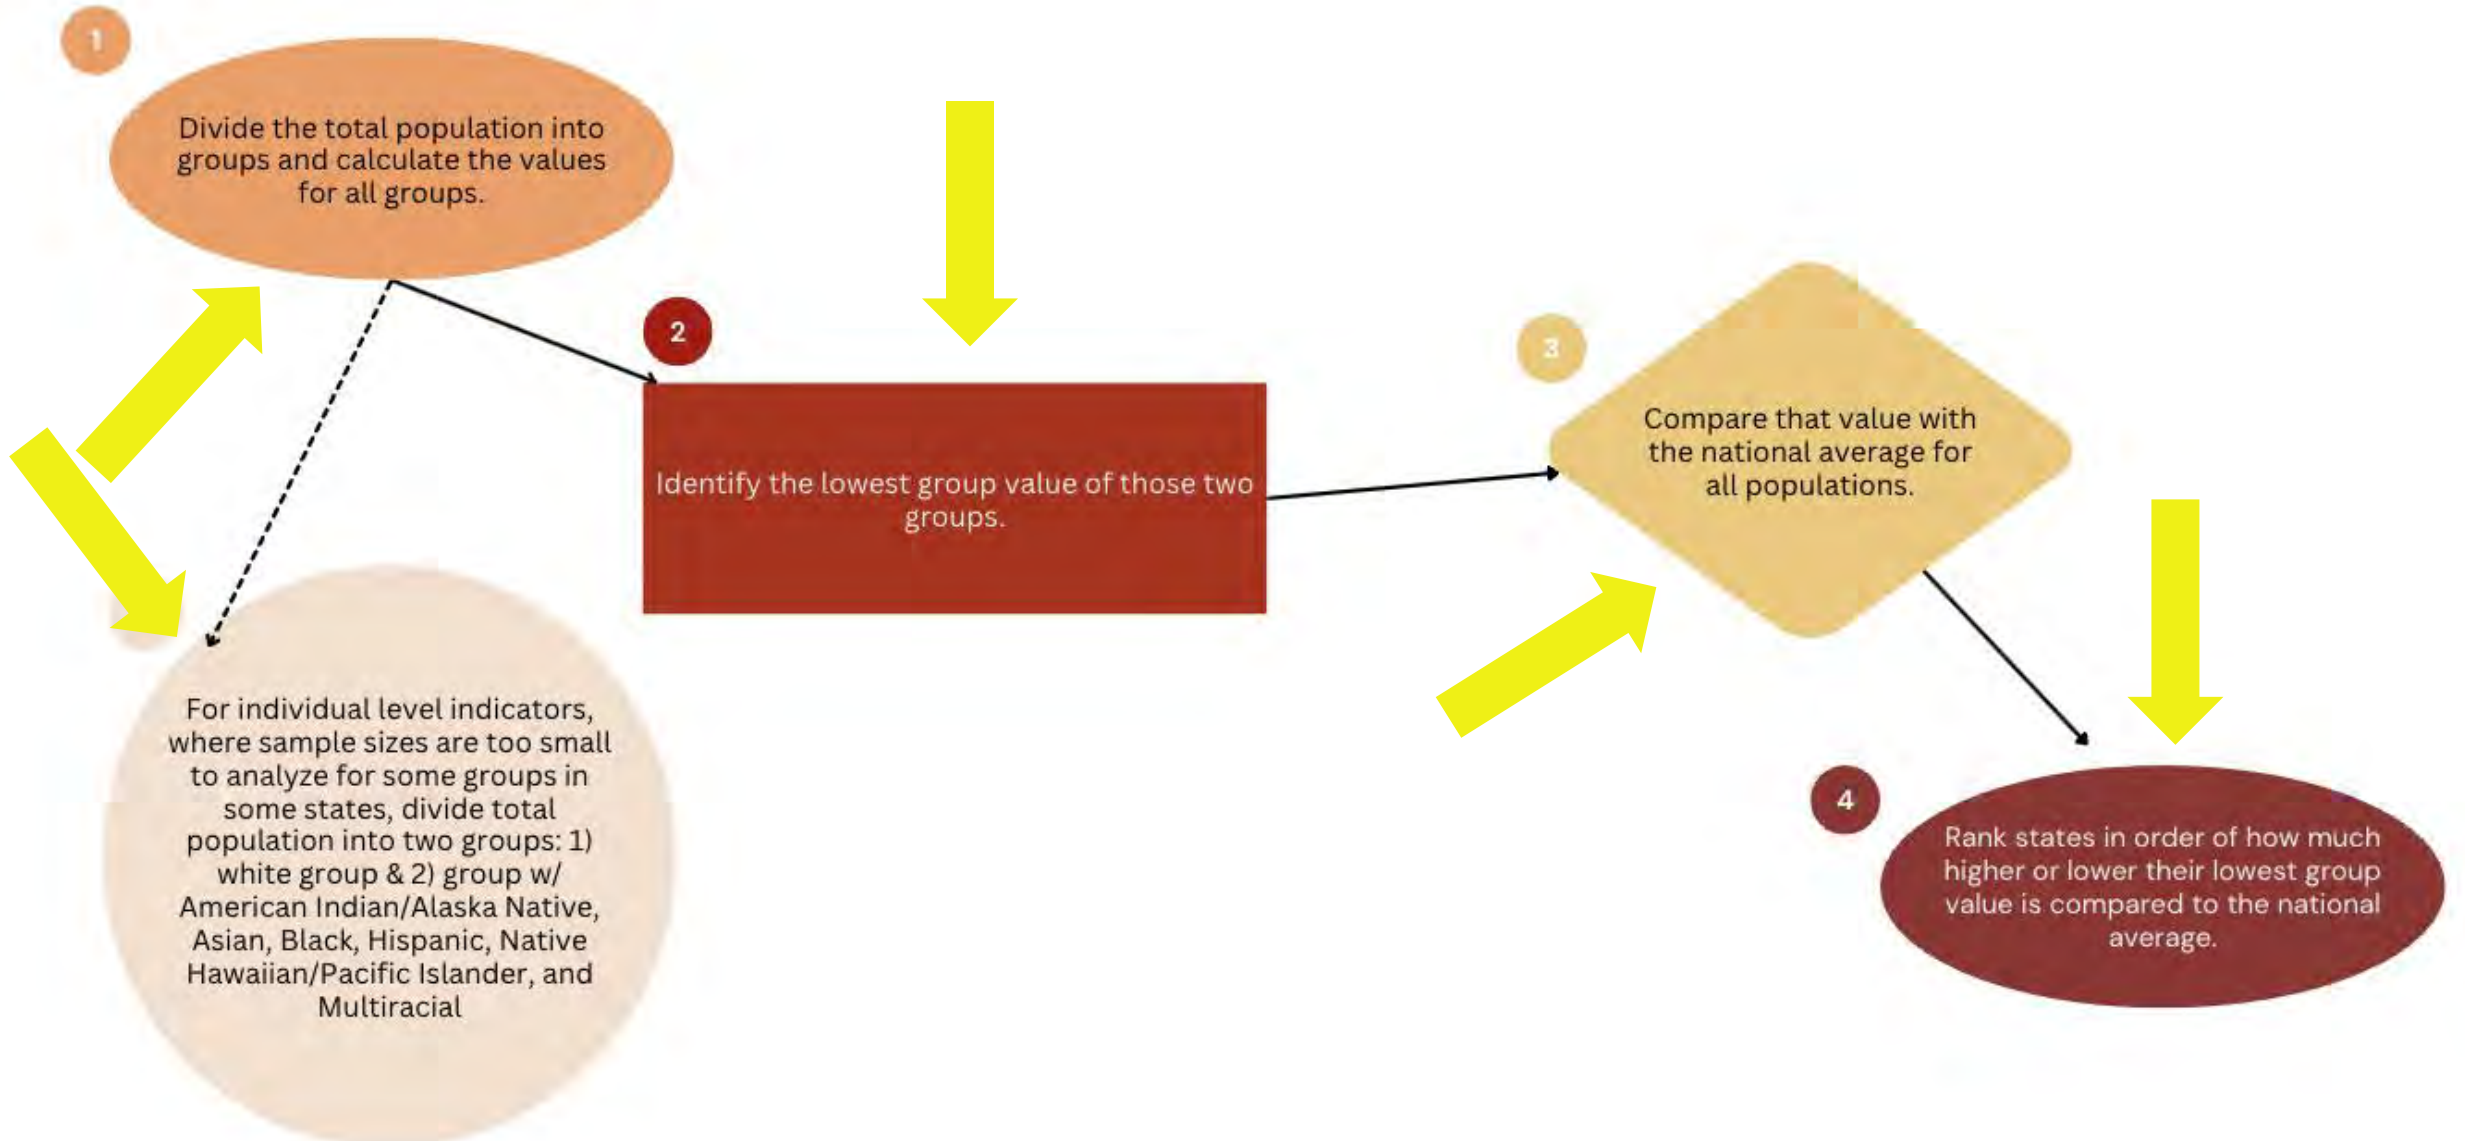 1
Divide the total population into
groups and calculate the values
for all groups.
2
Identify the lowest group value of those two
groups.
3
Compare that value with
the national average for
all populations.
4
Rank states in order of how much
higher or lower their lowest group
value is compared to the national
average.
For individual level indicators,
where sample sizes are too small
to analyze for some groups in
some states, divide total
population into two groups: 1)
white group & 2) group w/
American Indian/Alaska Native,
Asian, Black, Hispanic, Native
Hawaiian/Pacific Islander, and
Multiracial